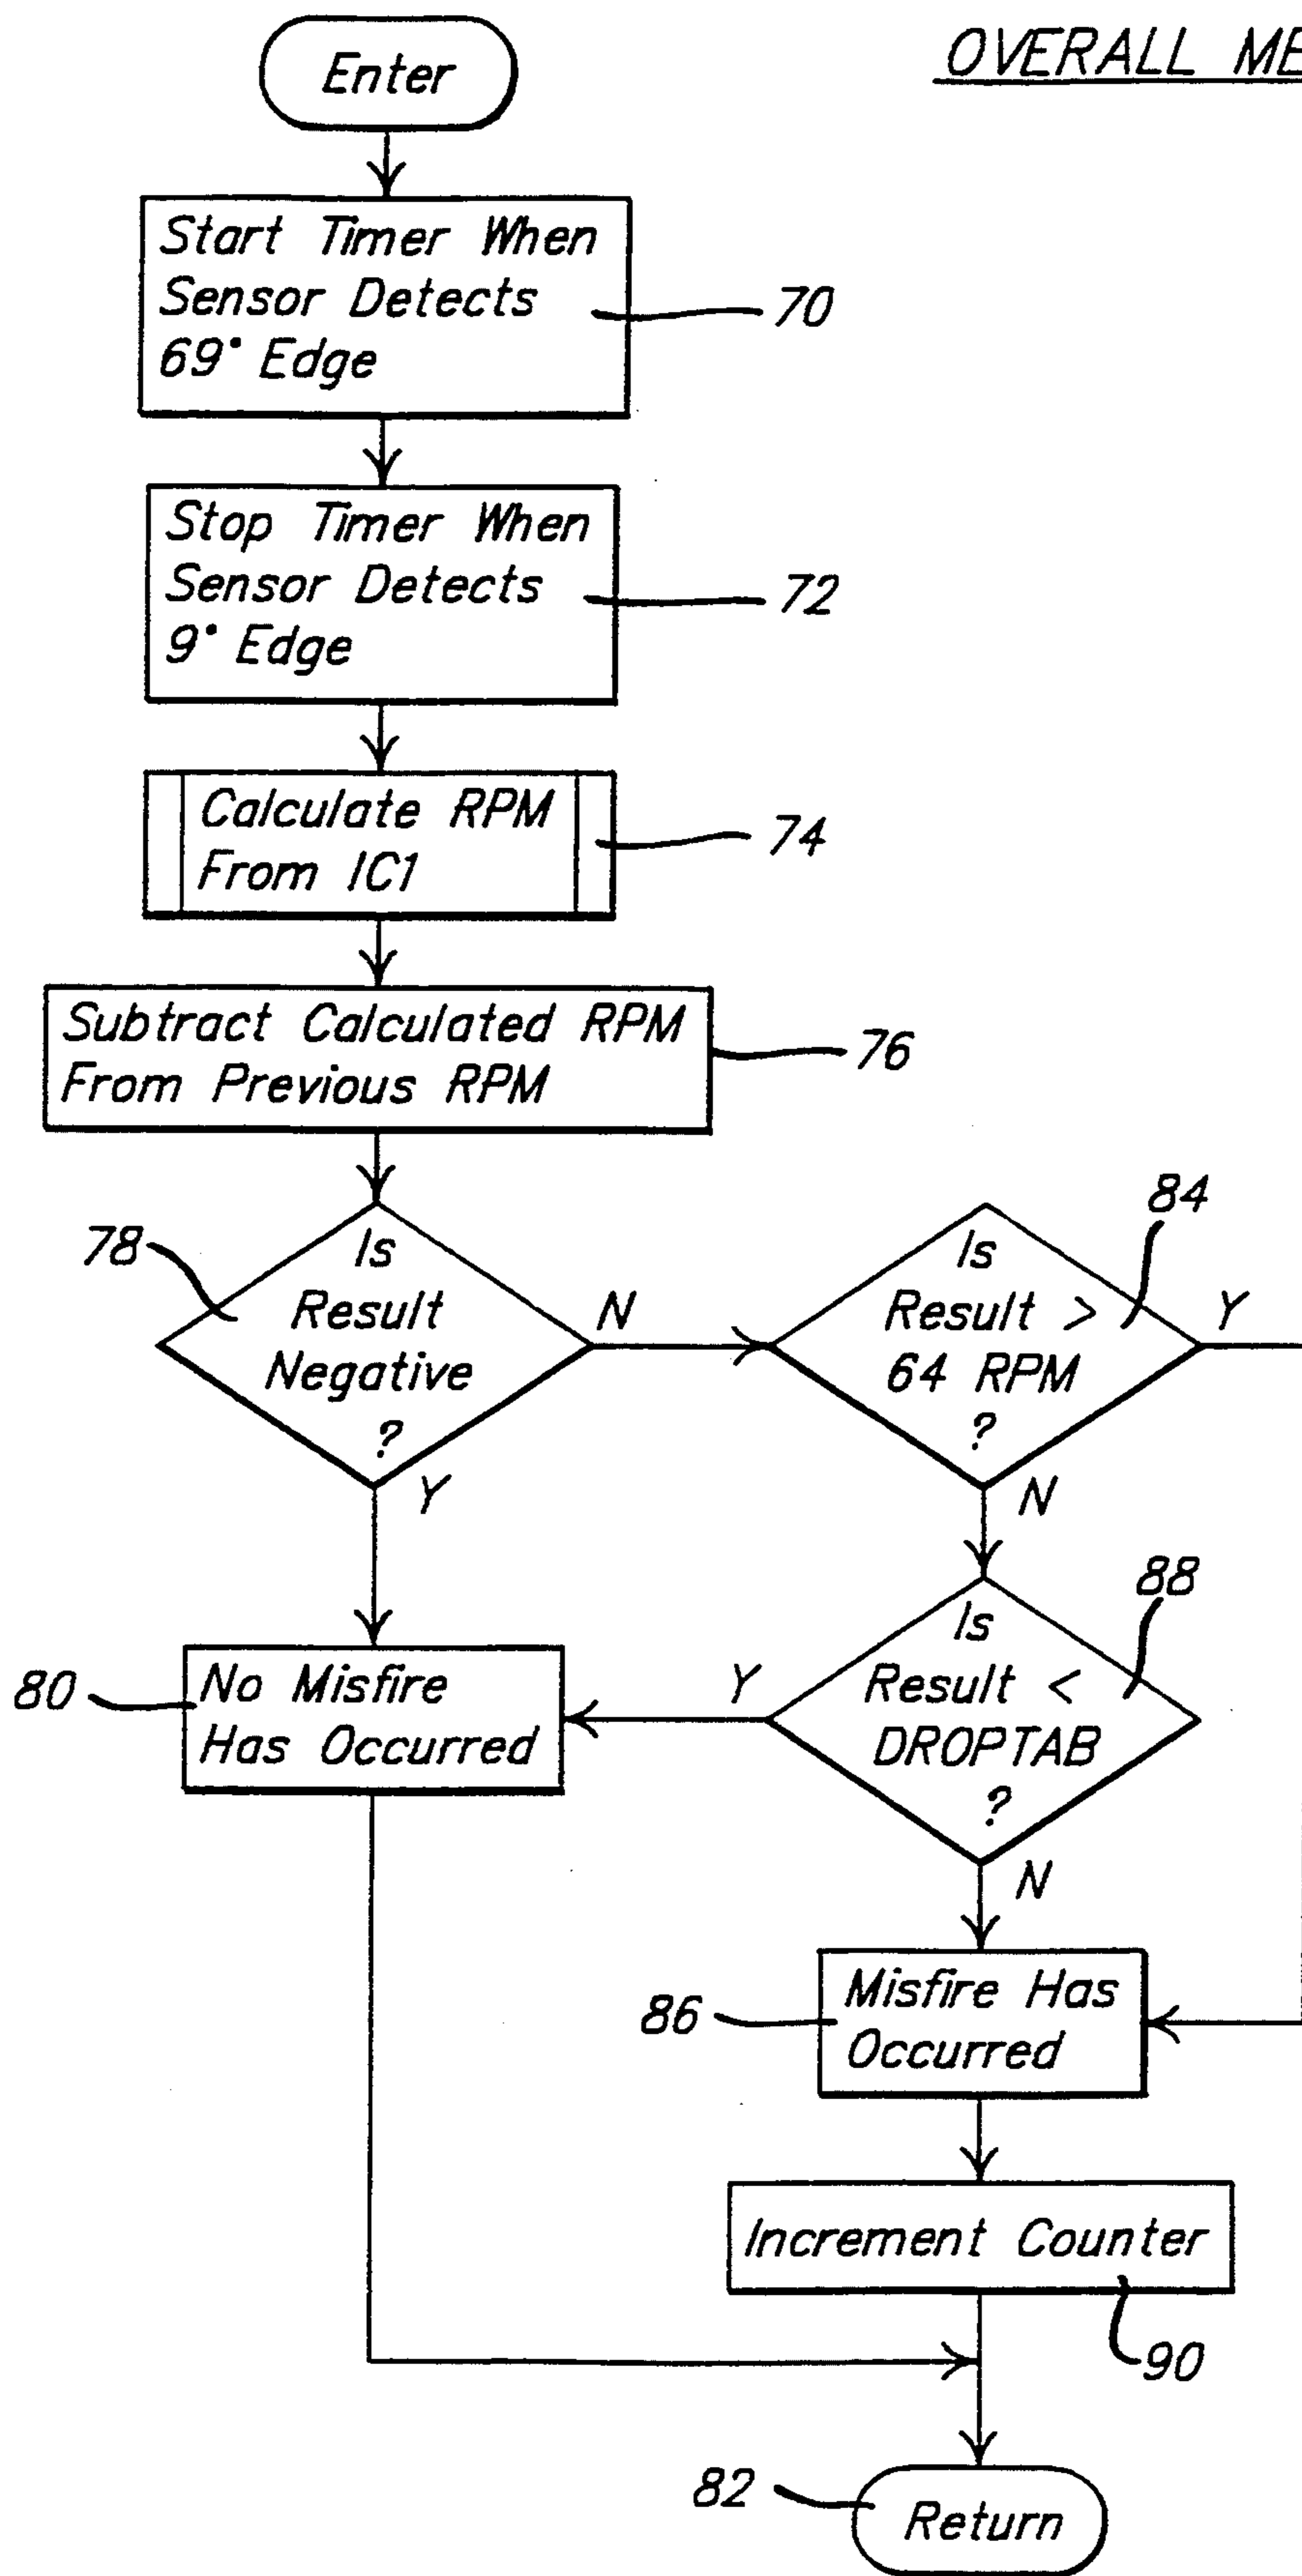 OVERALL ME
Enter
Start Timer When
Sensor Detects
69° Edge
70
Stop Timer When
Sensor Detects
9° Edge
72
Calculate RPM
From IC1
74
Subtract Calculated RPM
From Previous RPM
76
78
Is
Result
Negative
?
N
Y
84
Is
Result >
64 RPM
?
Y
N
88
Is
Result <
DROPTAB
?
Y
N
80
No Misfire
Has Occurred
86
Misfire Has
Occurred
Increment Counter
90
82
Return